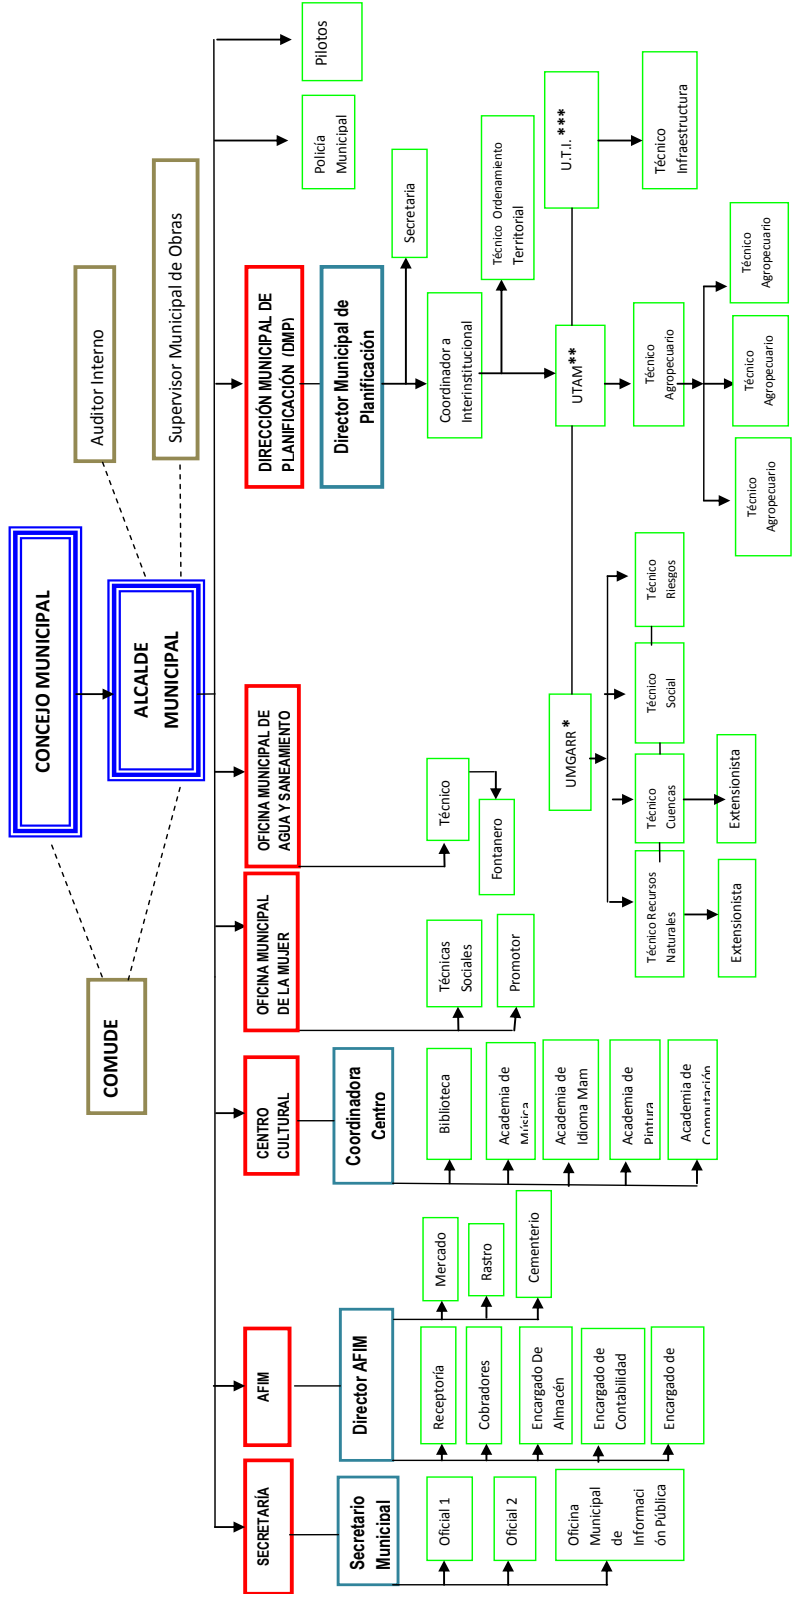 CONCEJO MUNICIPAL
ALCALDE
MUNICIPAL
COMUDE
Auditor Interno
Supervisor Municipal de Obras
SECRETARÍA
AFIM
CENTRO
CULTURAL
OFICINA MUNICIPAL
DE LA MUJER
OFICINA MUNICIPAL DE
AGUA Y SANEAMIENTO
DIRECCIÓN MUNICIPAL DE
PLANIFICACIÓN (DMP)
Policía
Municipal
Pilotos
Secretario
Municipal
Director AFIM
Coordinadora
Centro
Director Municipal de
Planificación
Oficial 1
Oficial 2
Oficina
Municipal
de
Informaci
ón Pública
Receptoría
Cobradores
Encargado De
Almacén
Encargado de
Contabilidad
Encargado de
Mercado
Rastro
Cementerio
Biblioteca
Academia de
Música
Academia de
Idioma Mam
Academia de
Pintura
Academia de
Computación
Técnicas
Sociales
Promotor
Técnico
Fontanero
Secretaria
Coordinador a
Interinstitucional
Técnico Ordenamiento
Territorial
UMGARR *
UTAM**
U.T.I. ***
Técnico Recursos
Naturales
Técnico
Cuencas
Técnico
Social
Técnico
Riesgos
Extensionista
Extensionista
Técnico
Agropecuario
Técnico
Agropecuario
Técnico
Agropecuario
Técnico
Agropecuario
Técnico
Infraestructura